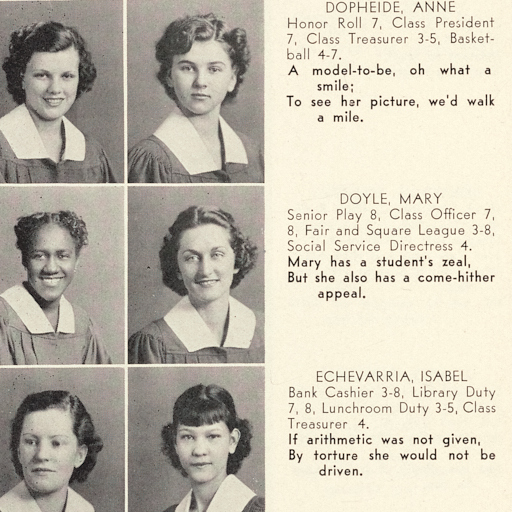 DOPHEIDE, ANNE
Honor Roll 7, Class President
7, Class Treasurer 3-5, Basket-
ball 4-7.
A model-to-be, oh what a
smile;
To see her picture, we'd walk
a mile.
DOYLE, MARY
Senior Play 8, Class Officer 7,
8, Fair and Square League 3-8,
Social Service Directress 4.
Mary has a student's zeal,
But she also has a come-hither
appeal.
ECHEVARRIA, ISABEL
Bank Cashier 3-8, Library Duty
7, 8, Lunchroom Duty 3-5, Class
Treasurer 4.
If arithmetic was not given,
By torture she would not be
driven.